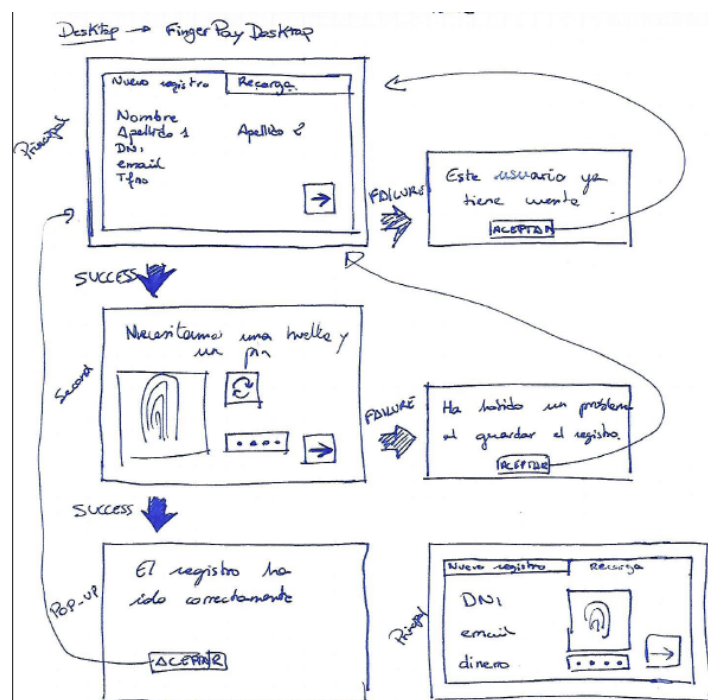 Desktop → Finger Pay Desktop
Principal
Nuevo registro
Recarga
Nombre
Apellido 1
Apellido 2
DNI
email
Tfno
FAILURE
Este usuario ya
tiene cuenta
ACEPTAR
SUCCESS
Second
Necesitamos una huella y
un pin
FAILURE
Ha habido un problema
al guardar el registro.
ACEPTAR
SUCCESS
Pop-up
El registro ha
ido correctamente
ACEPTAR
Principal
Nuevo registro
Recarga
DNI
email
dinero